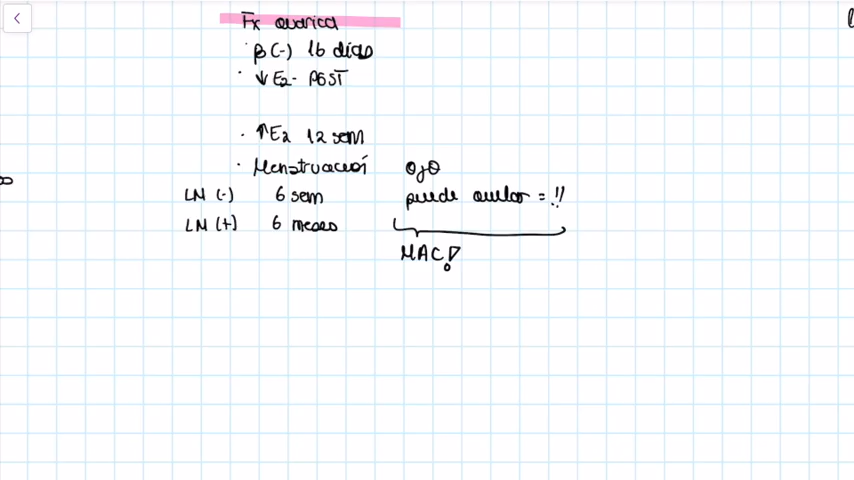 Fx ovárica
· β (-) 16 días
· ↓ E2 - POST
· ↑E2 12 sem
· Menstruación OJO
LM (-) 6 sem puede ovular = !!
LM (+) 6 meses
MAC!